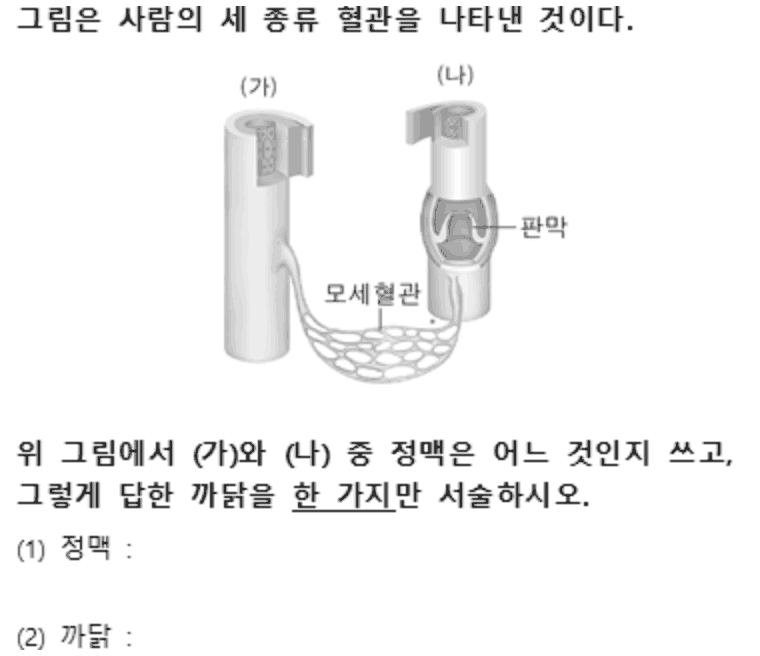 그림은 사람의 세 종류 혈관을 나타낸 것이다.
(가)
(나)
판막
모세혈관
위 그림에서 (가)와 (나) 중 정맥은 어느 것인지 쓰고,
그렇게 답한 까닭을 한 가지만 서술하시오.
(1) 정맥 :
(2) 까닭 :